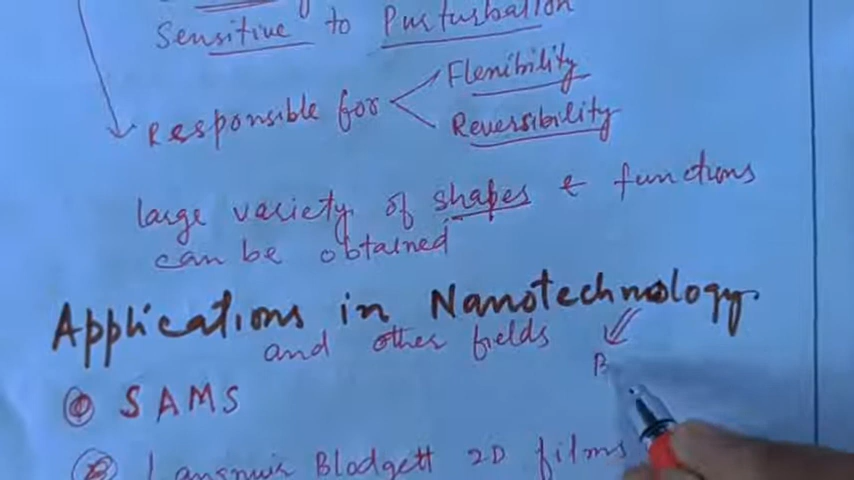 Sensitive to Purturbation
Responsible for Flexibility
Reversibility
large variety of shapes & functions
can be obtained
Applications in Nanotechnology
and other fields
B
SAMS
Langmuir Blodgett 2D films